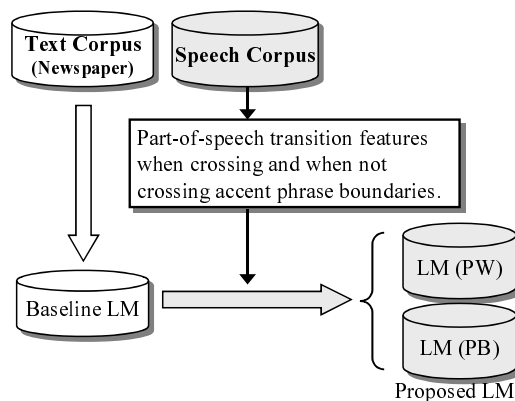 Text Corpus
(Newspaper)
Speech Corpus
Part-of-speech transition features
when crossing and when not
crossing accent phrase boundaries.
Baseline LM
LM (PW)
LM (PB)
Proposed LM